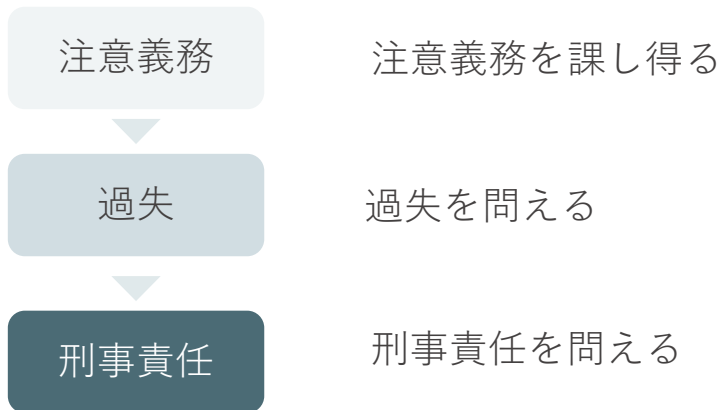 注意義務
注意義務を課し得る
過失
過失を問える
刑事責任
刑事責任を問える